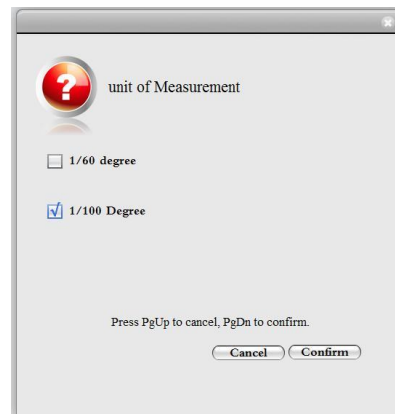 unit of Measurement
1/60 degree
1/100 Degree
Press PgUp to cancel, PgDn to confirm.
Cancel Confirm